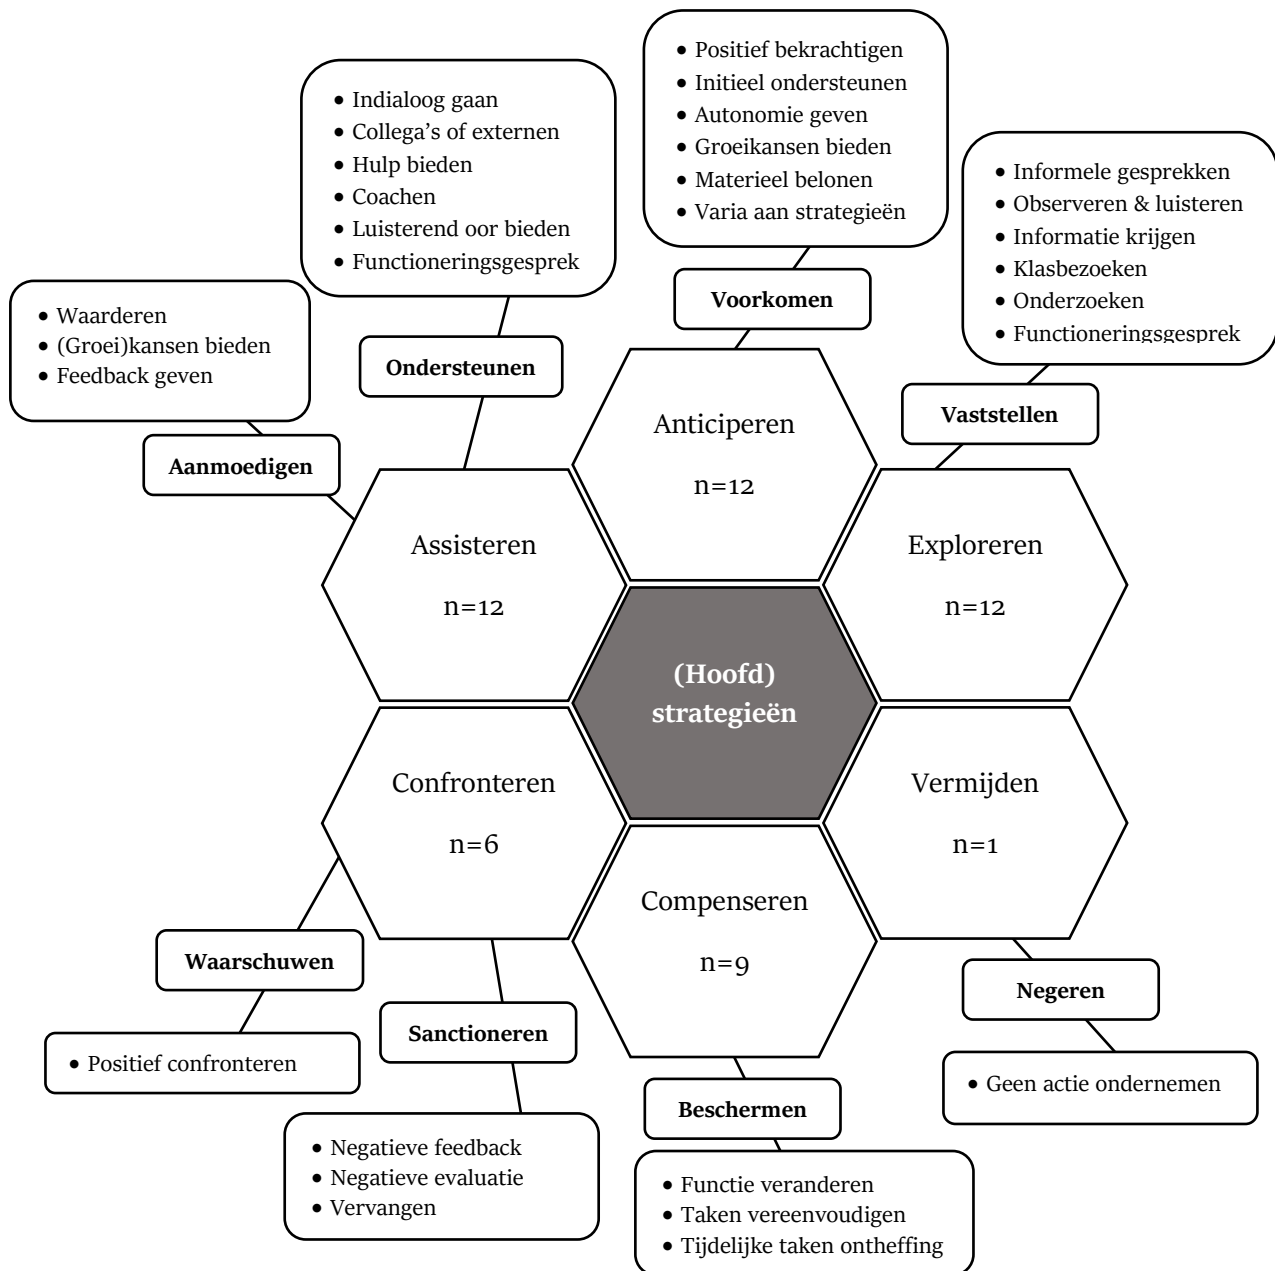 • Positief bekrachtigen
• Initieel ondersteunen
• Autonomie geven
• Groeikansen bieden
• Materieel belonen
• Varia aan strategieën
• Indialoog gaan
• Collega's of externen
• Hulp bieden
• Coachen
• Luisterend oor bieden
• Functioneringsgesprek
• Informele gesprekken
• Observeren & luisteren
• Informatie krijgen
• Klasbezoeken
• Onderzoeken
• Functioneringsgesprek
• Waarderen
• (Groei)kansen bieden
• Feedback geven
Voorkomen
Ondersteunen
Vaststellen
Aanmoedigen
Anticiperen
n=12
Assisteren
n=12
Exploreren
n=12
(Hoofd)
strategieën
Confronteren
n=6
Vermijden
n=1
Compenseren
n=9
Waarschuwen
• Positief confronteren
Sanctioneren
• Negatieve feedback
• Negatieve evaluatie
• Vervangen
Beschermen
• Functie veranderen
• Taken vereenvoudigen
• Tijdelijke taken ontheffing
Negeren
• Geen actie ondernemen